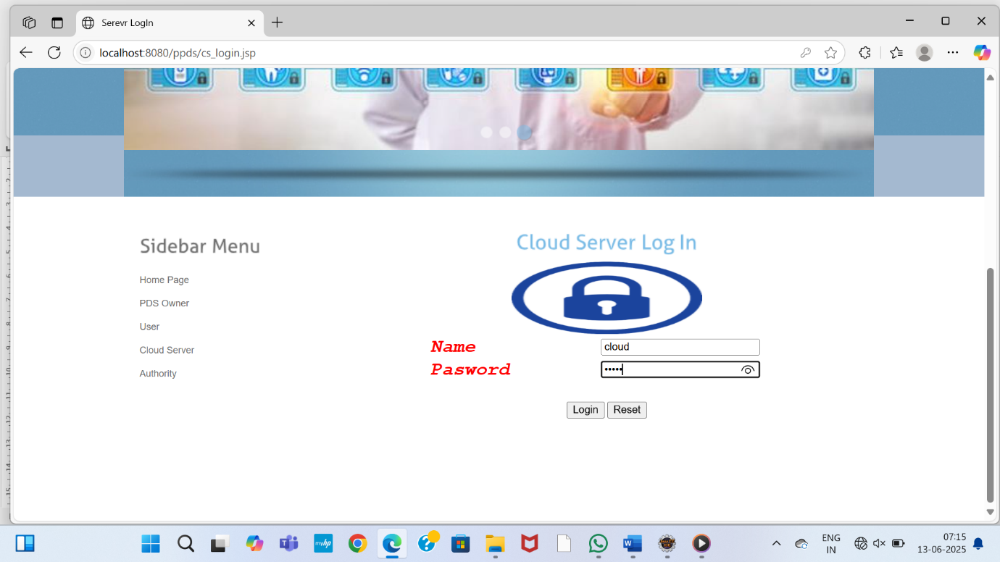 Serevr LogIn
localhost:8080/ppds/cs_login.jsp
Sidebar Menu
Home Page
PDS Owner
User
Cloud Server
Authority
Cloud Server Log In
Name
cloud
Pasword
•••••
Login Reset
myhp
ENG
IN
07:15
13-06-2025